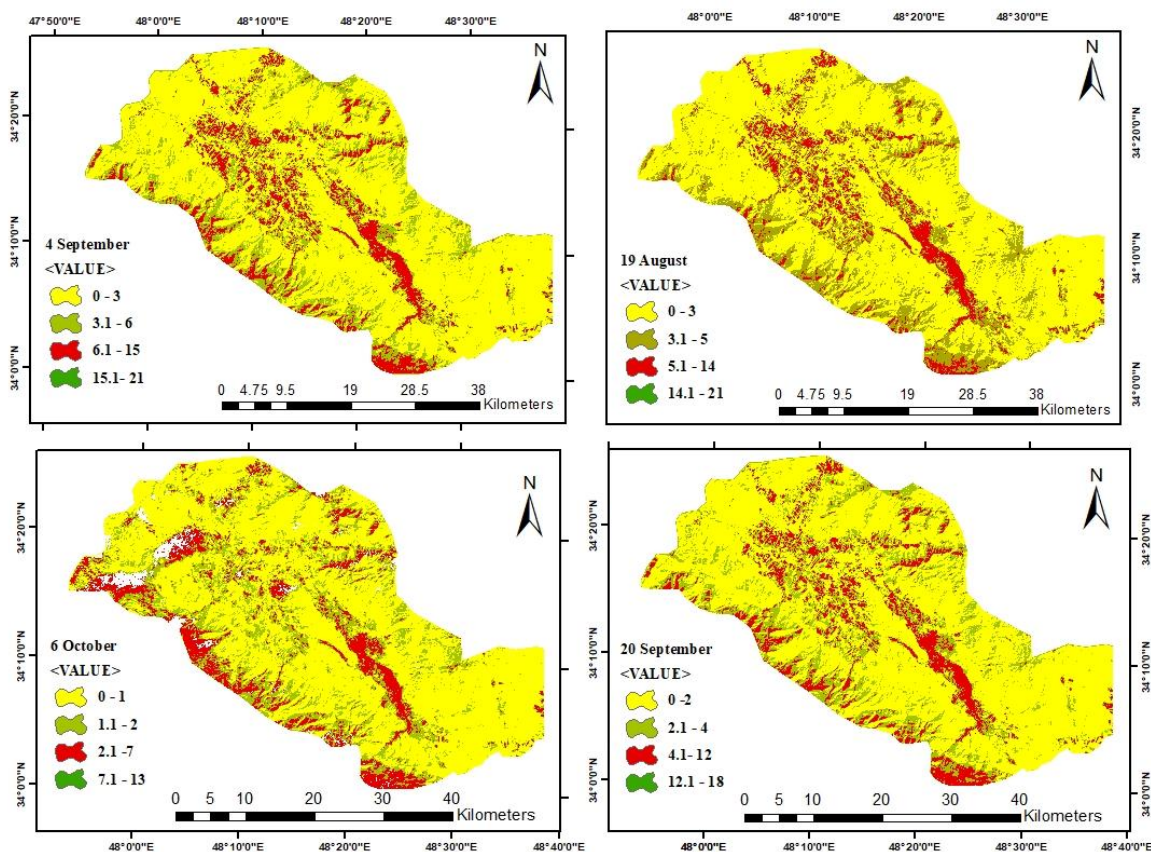 47°50'0"E 48°0'0"E 48°10'0"E 48°20'0"E 48°30'0"E
N
34°20'0"N
34°10'0"N
34°0'0"N
4 September
<VALUE>
0 - 3
3.1 - 6
6.1 - 15
15.1- 21
0 4.75 9.5 19 28.5 38
Kilometers
48°0'0"E 48°10'0"E 48°20'0"E 48°30'0"E
N
34°20'0"N
34°10'0"N
34°0'0"N
19 August
<VALUE>
0 - 3
3.1 - 5
5.1 - 14
14.1 - 21
0 4.75 9.5 19 28.5 38
Kilometers
N
34°20'0"N
34°10'0"N
34°0'0"N
6 October
<VALUE>
0 - 1
1.1 - 2
2.1 -7
7.1 - 13
0 5 10 20 30 40
Kilometers
48°0'0"E 48°10'0"E 48°20'0"E 48°30'0"E 48°40'0"E
N
34°20'0"N
34°20'0"N
34°10'0"N
34°10'0"N
34°0'0"N
34°0'0"N
20 September
<VALUE>
0 -2
2.1 - 4
4.1- 12
12.1 - 18
0 5 10 20 30 40
Kilometers
48°0'0"E 48°10'0"E 48°20'0"E 48°30'0"E 48°40'0"E